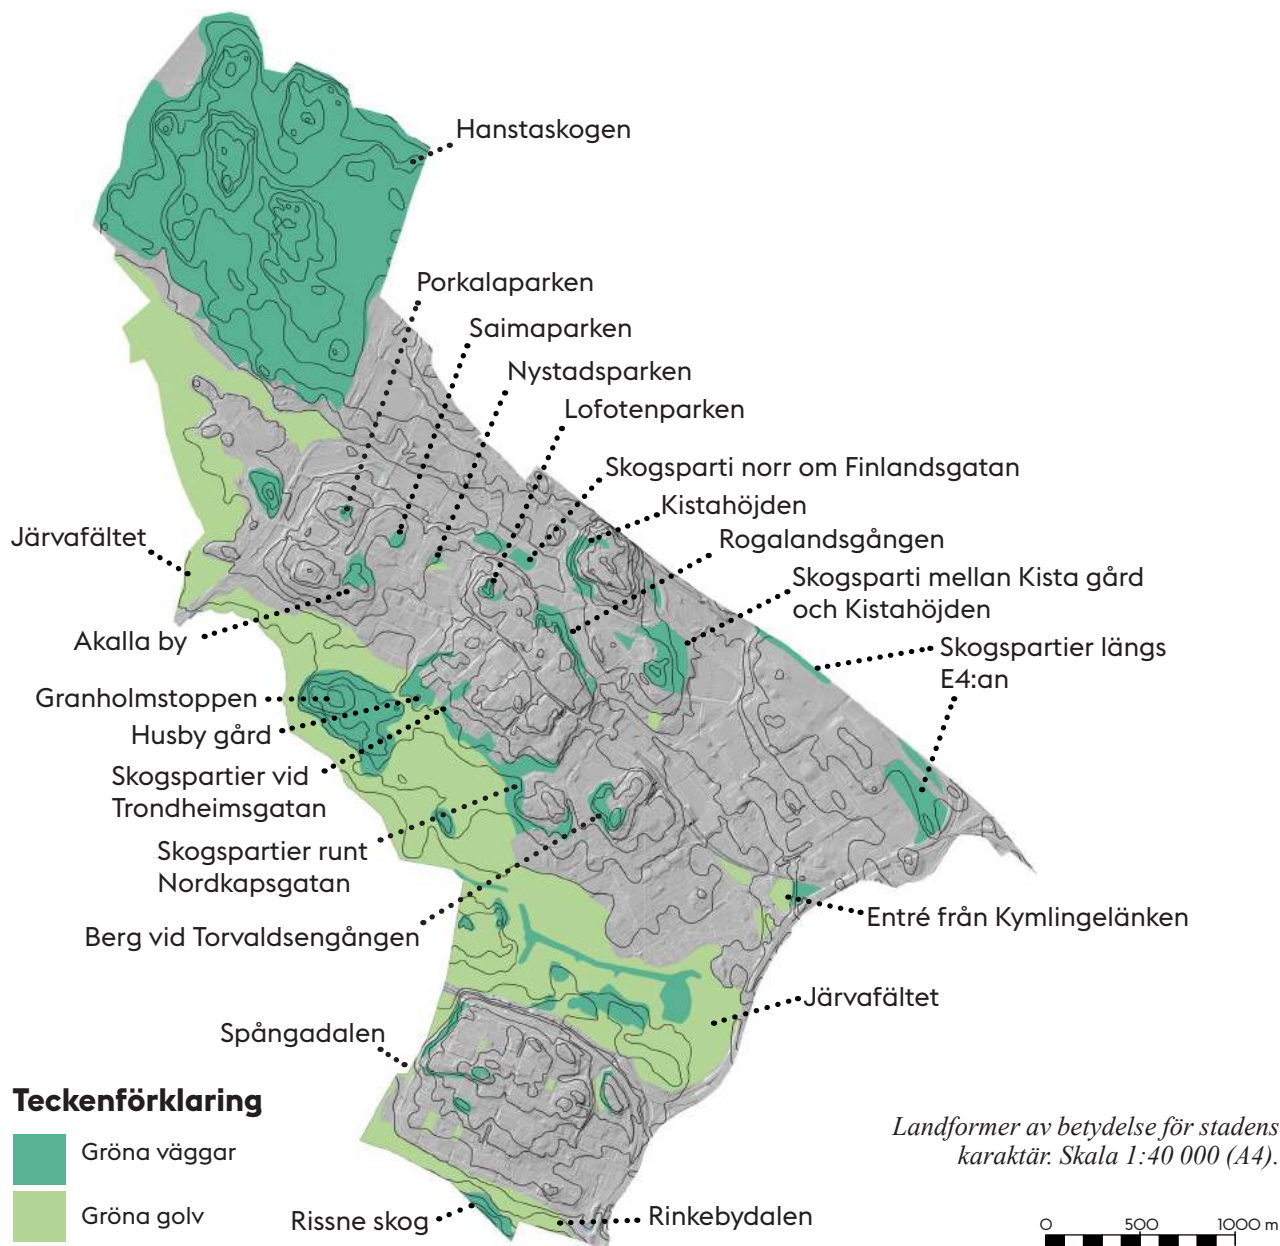 Hanstaskogen
Porkalaparken
Saimaparken
Nystadsparken
Lofotenparken
Skogsparti norr om Finlandsgatan
Kistahöjden
Järvafältet
Rogalandsgången
Skogsparti mellan Kista gård
och Kistahöjden
Akalla by
Skogspartier längs
E4:an
Granholmstoppen
Husby gård
Skogspartier vid
Trondheimsgatan
Skogspartier runt
Nordkapsgatan
Entré från Kymlingelänken
Berg vid Torvaldsengången
Järvafältet
Spångadalen
Teckenförklaring
Gröna väggar
Gröna golv
Landformer av betydelse för stadens
karaktär. Skala 1:40 000 (A4).
Rissne skog
Rinkebydalen
0 500 1000 m